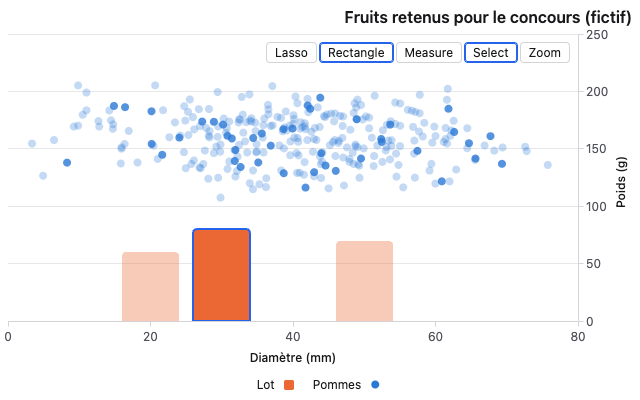 Fruits retenus pour le concours (fictif)
Lasso Rectangle Measure Select Zoom
250
200
150
100
50
0
Poids (g)
0 20 40 60 80
Diamètre (mm)
Lot Pommes